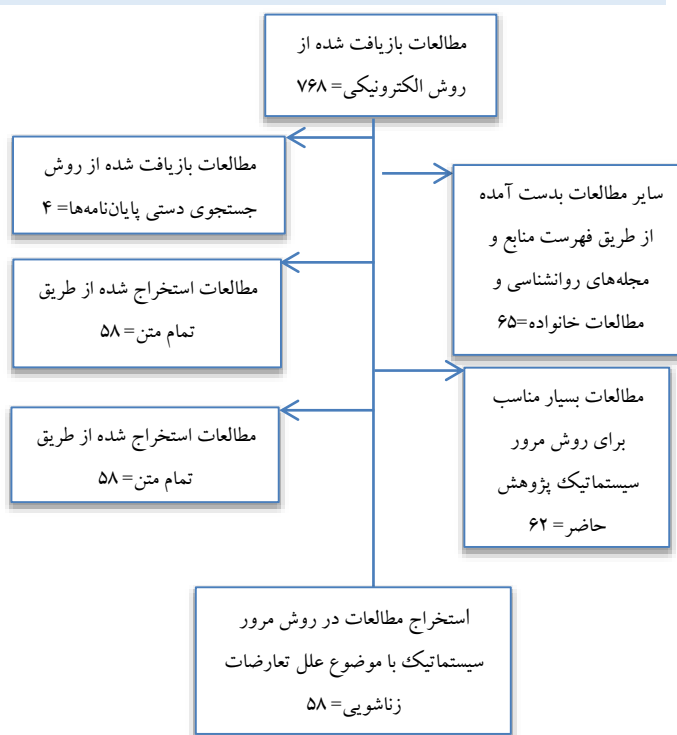 مطالعات بازیافت شده از
روش الکترونیکی= ۷۶۸
مطالعات بازیافت شده از روش
جستجوی دستی پایان‌نامه‌ها= ۴
سایر مطالعات بدست آمده
از طریق فهرست منابع و
مجله‌های روانشناسی و
مطالعات خانواده=۶۵
مطالعات استخراج شده از طریق
تمام متن= ۵۸
مطالعات بسیار مناسب
برای روش مرور
سیستماتیک پژوهش
حاضر= ۶۲
مطالعات استخراج شده از طریق
تمام متن= ۵۸
استخراج مطالعات در روش مرور
سیستماتیک با موضوع علل تعارضات
زناشویی= ۵۸